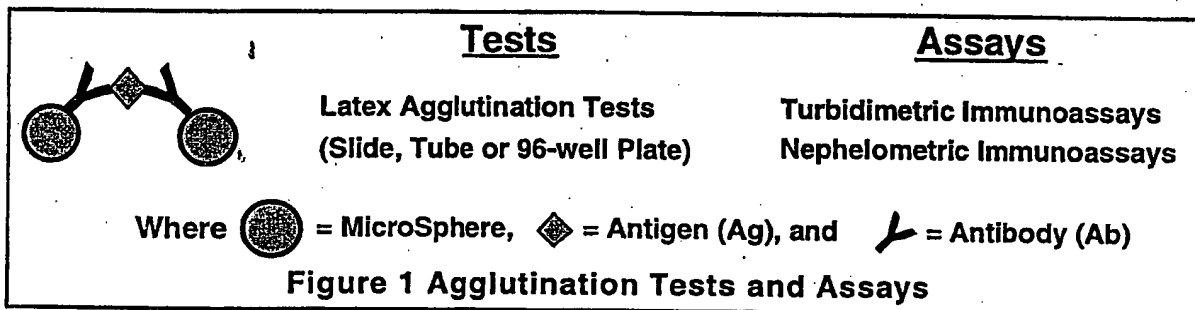 Tests
Assays
Latex Agglutination Tests
(Slide, Tube or 96-well Plate)
Turbidimetric Immunoassays
Nephelometric Immunoassays
Where = MicroSphere, = Antigen (Ag), and = Antibody (Ab)
Figure 1 Agglutination Tests and Assays